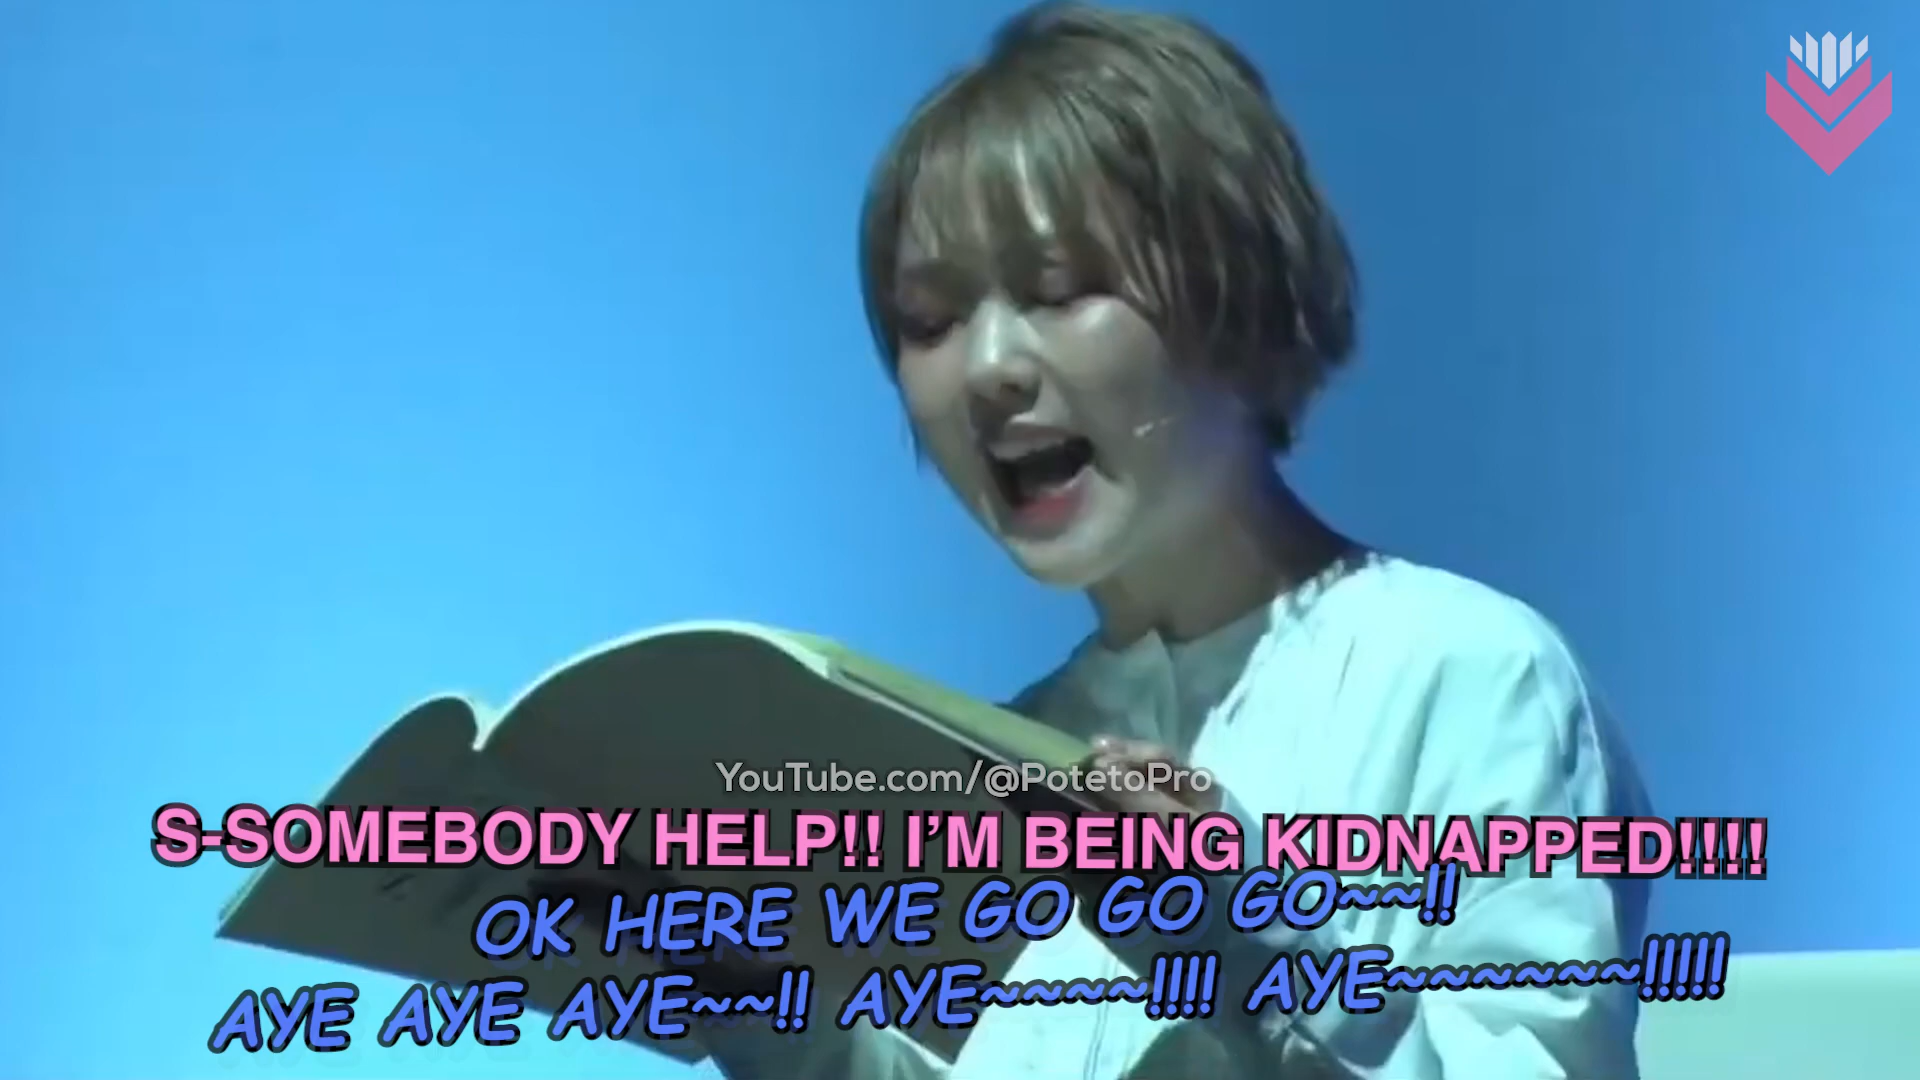 YouTube.com/@PotetoPro
S-SOMEBODY HELP!! I’M BEING KIDNAPPED!!!!
OK HERE WE GO GO GO~~!!
AYE AYE AYE~~!! AYE~~~~!!!! AYE~~~~~~~!!!!!